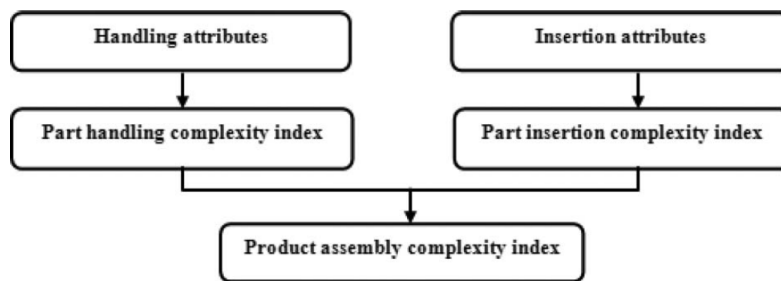 Handling attributes
Insertion attributes
Part handling complexity index
Part insertion complexity index
Product assembly complexity index